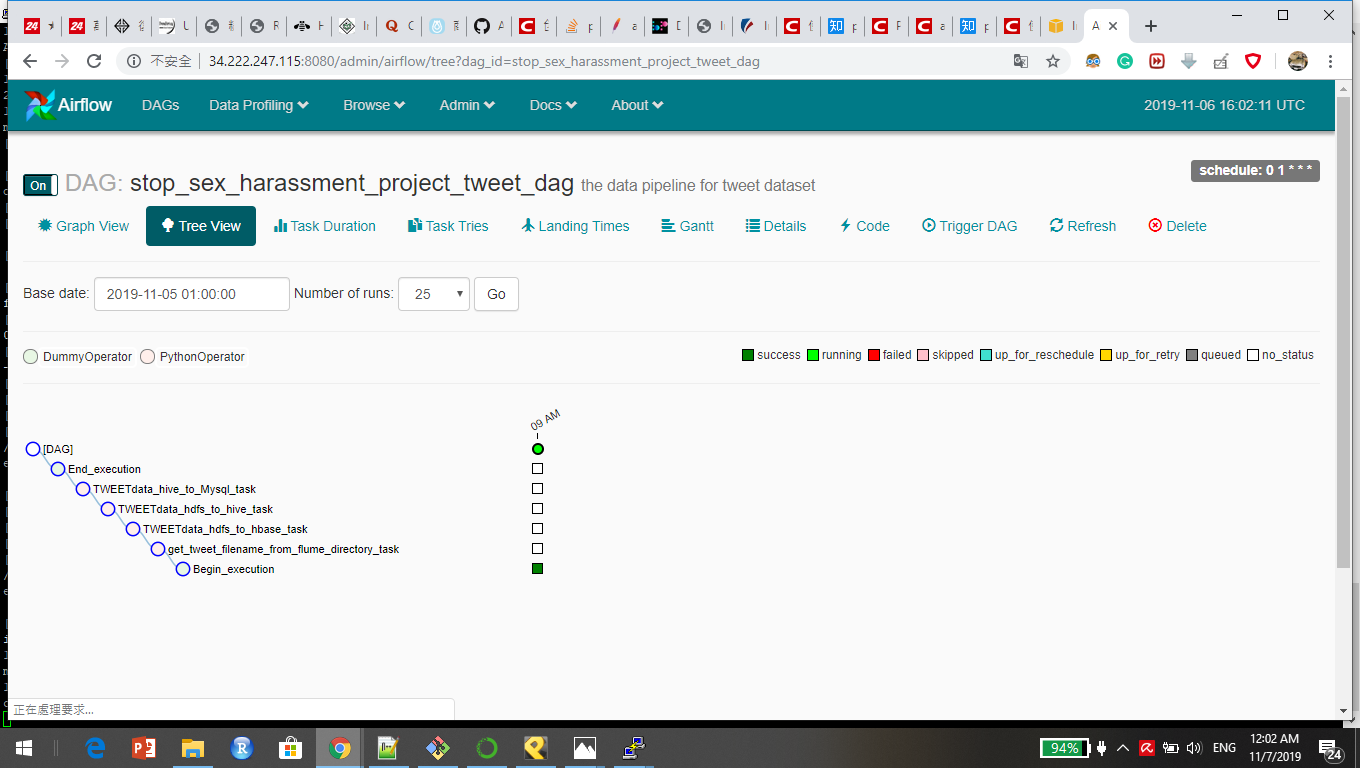 不安全 34.222.247.115:8080/admin/airflow/tree?dag_id=stop_sex_harassment_project_tweet_dag
Airflow DAGs Data Profiling Browse Admin Docs About 2019-11-06 16:02:11 UTC
schedule: 0 1 * * *
On DAG: stop_sex_harassment_project_tweet_dag the data pipeline for tweet dataset
Graph View Tree View Task Duration Task Tries Landing Times Gantt Details Code Trigger DAG Refresh Delete
Base date: 2019-11-05 01:00:00 Number of runs: 25 Go
DummyOperator PythonOperator success running failed skipped up_for_reschedule up_for_retry queued no_status
09 AM
[DAG]
End_execution
TWEETdata_hive_to_Mysql_task
TWEETdata_hdfs_to_hive_task
TWEETdata_hdfs_to_hbase_task
get_tweet_filename_from_flume_directory_task
Begin_execution
正在處理要求...
94% ENG 12:02 AM
11/7/2019 24